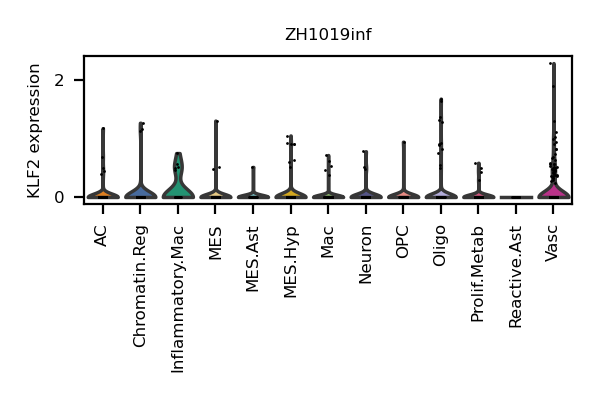 ZH1019inf
KLF2 expression
2
0
AC
Chromatin.Reg
Inflammatory.Mac
MES
MES.Ast
MES.Hyp
Mac
Neuron
OPC
Oligo
Prolif.Metab
Reactive.Ast
Vasc